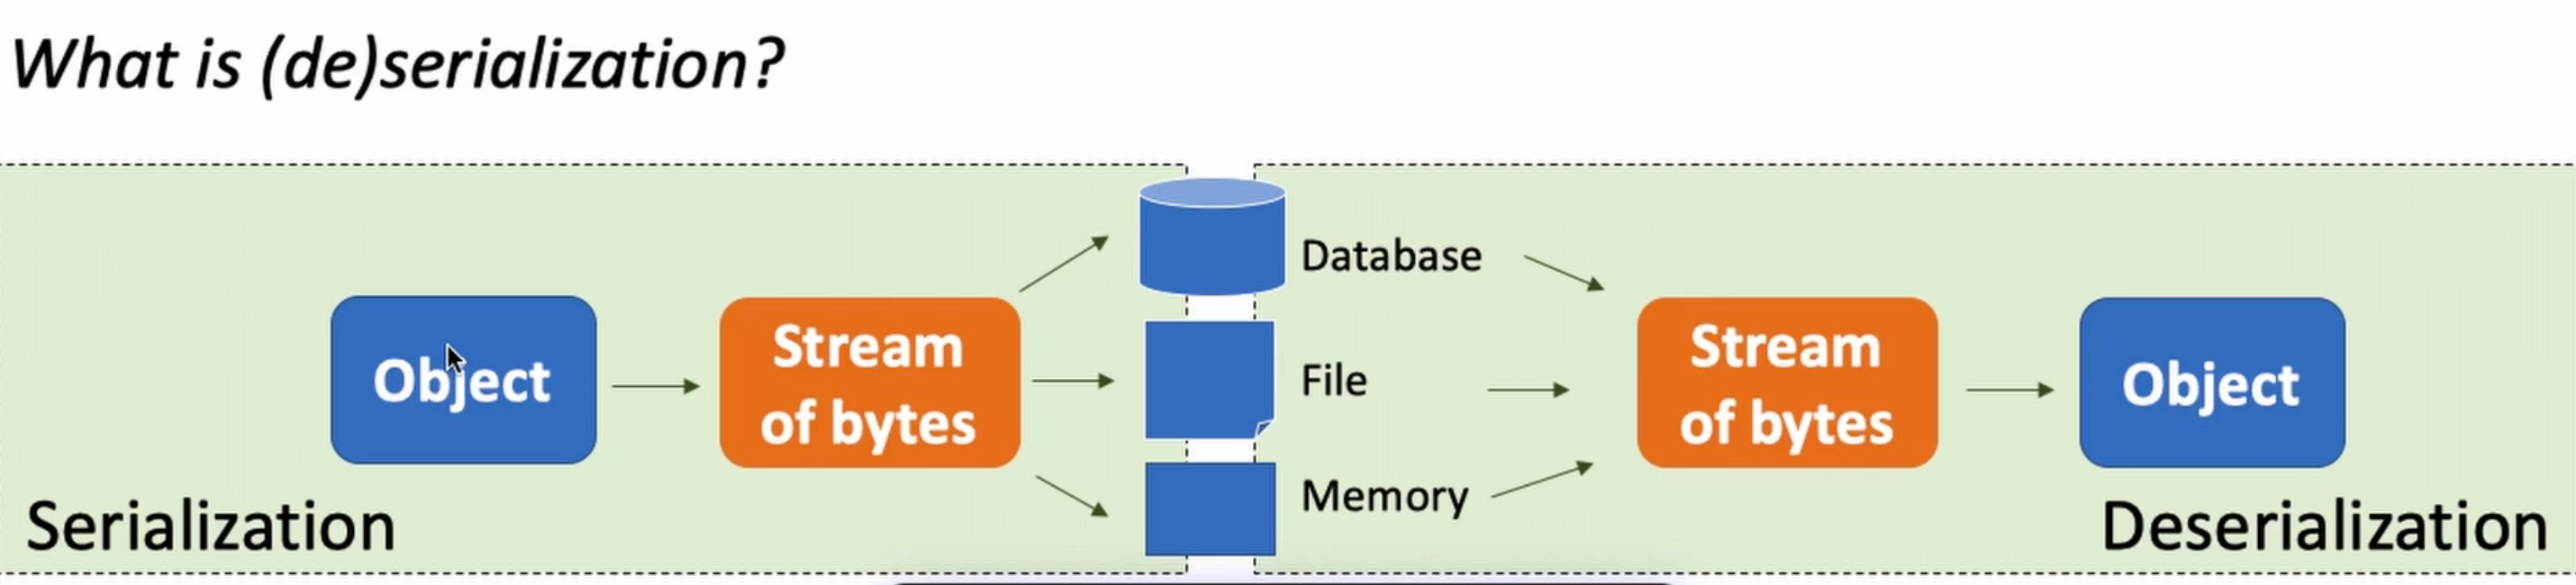 What is (de)serialization?
Object
Stream
of bytes
Database
File
Memory
Stream
of bytes
Object
Serialization
Deserialization